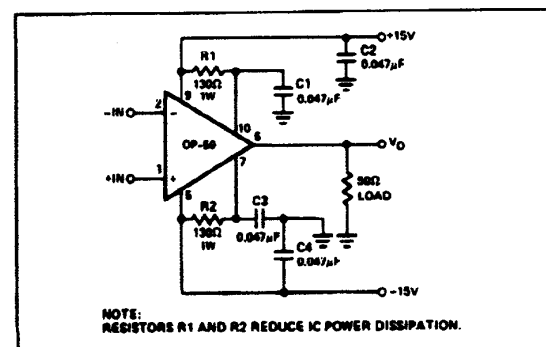 +15V
R1
C2
0.047µF
130Ω
1W
C1
0.047µF
9
2
-IN
−
10
6
OP-50
VO
7
+IN
1
+
5
50Ω
LOAD
R2
C3
130Ω
1W
0.047µF
C4
0.047µF
-15V
NOTE:
RESISTORS R1 AND R2 REDUCE IC POWER DISSIPATION.